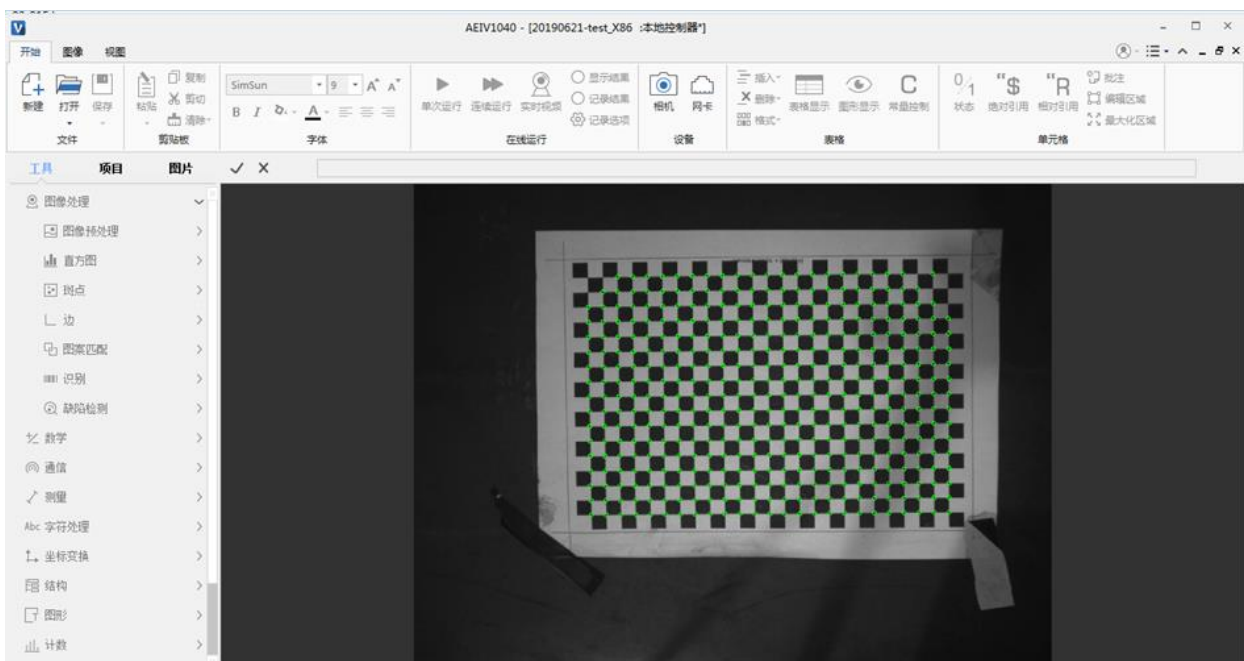 AEIV1040 - [20190621-test_X86 :本地控制器*]
开始 图像 视图
新建 打开 保存 粘贴 复制 剪切 清除 SimSun 9 A A
B I A
单次运行 连续运行 实时视频 显示结果 记录结果 记录选项
相机 网卡 插入 删除 格式 表格显示 图形显示 常量控制
状态 绝对引用 相对引用 批注 编辑区域 最大化区域
文件 剪贴板 字体 在线运行 设备 表格 单元格
工具 项目 图片
图像处理
图像预处理
直方图
斑点
边
图案匹配
识别
缺陷检测
数学
通信
测量
Abc 字符处理
坐标变换
结构
图形
计数